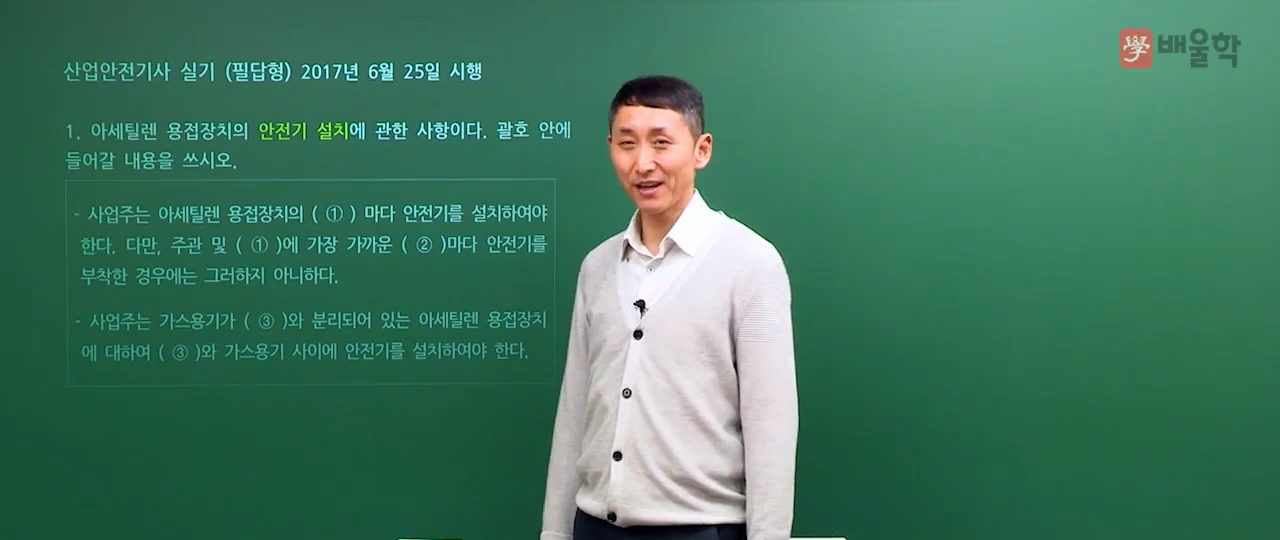 學 배울학
산업안전기사 실기 (필답형) 2017년 6월 25일 시행
1. 아세틸렌 용접장치의 안전기 설치에 관한 사항이다. 괄호 안에
들어갈 내용을 쓰시오.
- 사업주는 아세틸렌 용접장치의 ( ① ) 마다 안전기를 설치하여야
한다. 다만, 주관 및 ( ① )에 가장 가까운 ( ② )마다 안전기를
부착한 경우에는 그러하지 아니하다.
- 사업주는 가스용기가 ( ③ )와 분리되어 있는 아세틸렌 용접장치
에 대하여 ( ③ )와 가스용기 사이에 안전기를 설치하여야 한다.